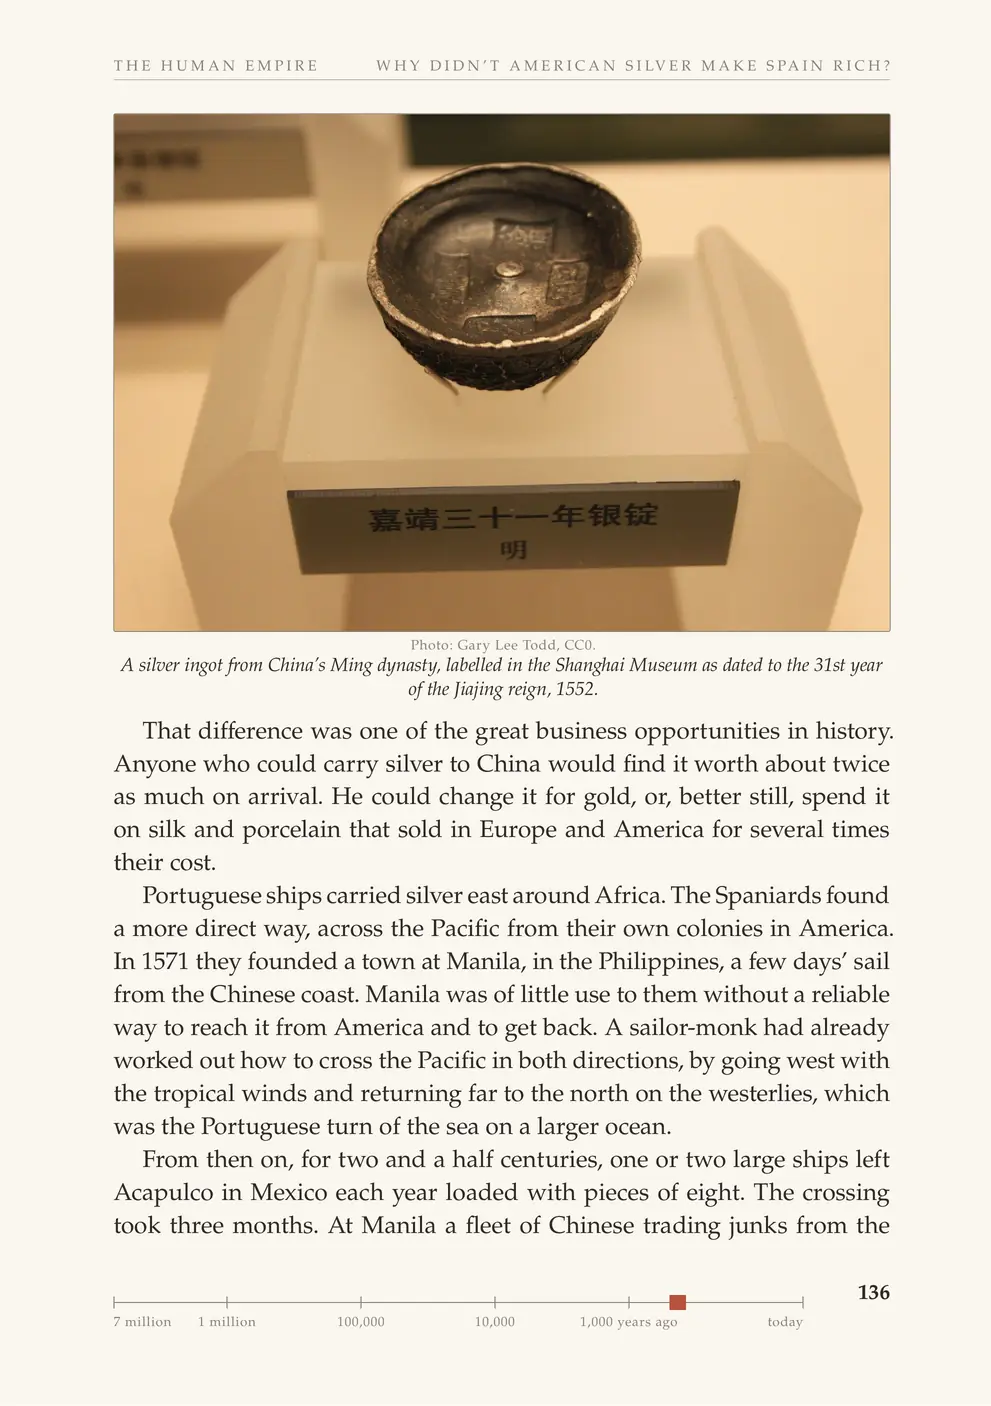 THE HUMAN EMPIRE
WHY DIDN’T AMERICAN SILVER MAKE SPAIN RICH?
嘉靖三十一年银锭
明
Photo: Gary Lee Todd, CC0.
A silver ingot from China’s Ming dynasty, labelled in the Shanghai Museum as dated to the 31st year
of the Jiajing reign, 1552.
That difference was one of the great business opportunities in history.
Anyone who could carry silver to China would find it worth about twice
as much on arrival. He could change it for gold, or, better still, spend it
on silk and porcelain that sold in Europe and America for several times
their cost.
Portuguese ships carried silver east around Africa. The Spaniards found
a more direct way, across the Pacific from their own colonies in America.
In 1571 they founded a town at Manila, in the Philippines, a few days’ sail
from the Chinese coast. Manila was of little use to them without a reliable
way to reach it from America and to get back. A sailor-monk had already
worked out how to cross the Pacific in both directions, by going west with
the tropical winds and returning far to the north on the westerlies, which
was the Portuguese turn of the sea on a larger ocean.
From then on, for two and a half centuries, one or two large ships left
Acapulco in Mexico each year loaded with pieces of eight. The crossing
took three months. At Manila a fleet of Chinese trading junks from the
136
7 million
1 million
100,000
10,000
1,000 years ago
today